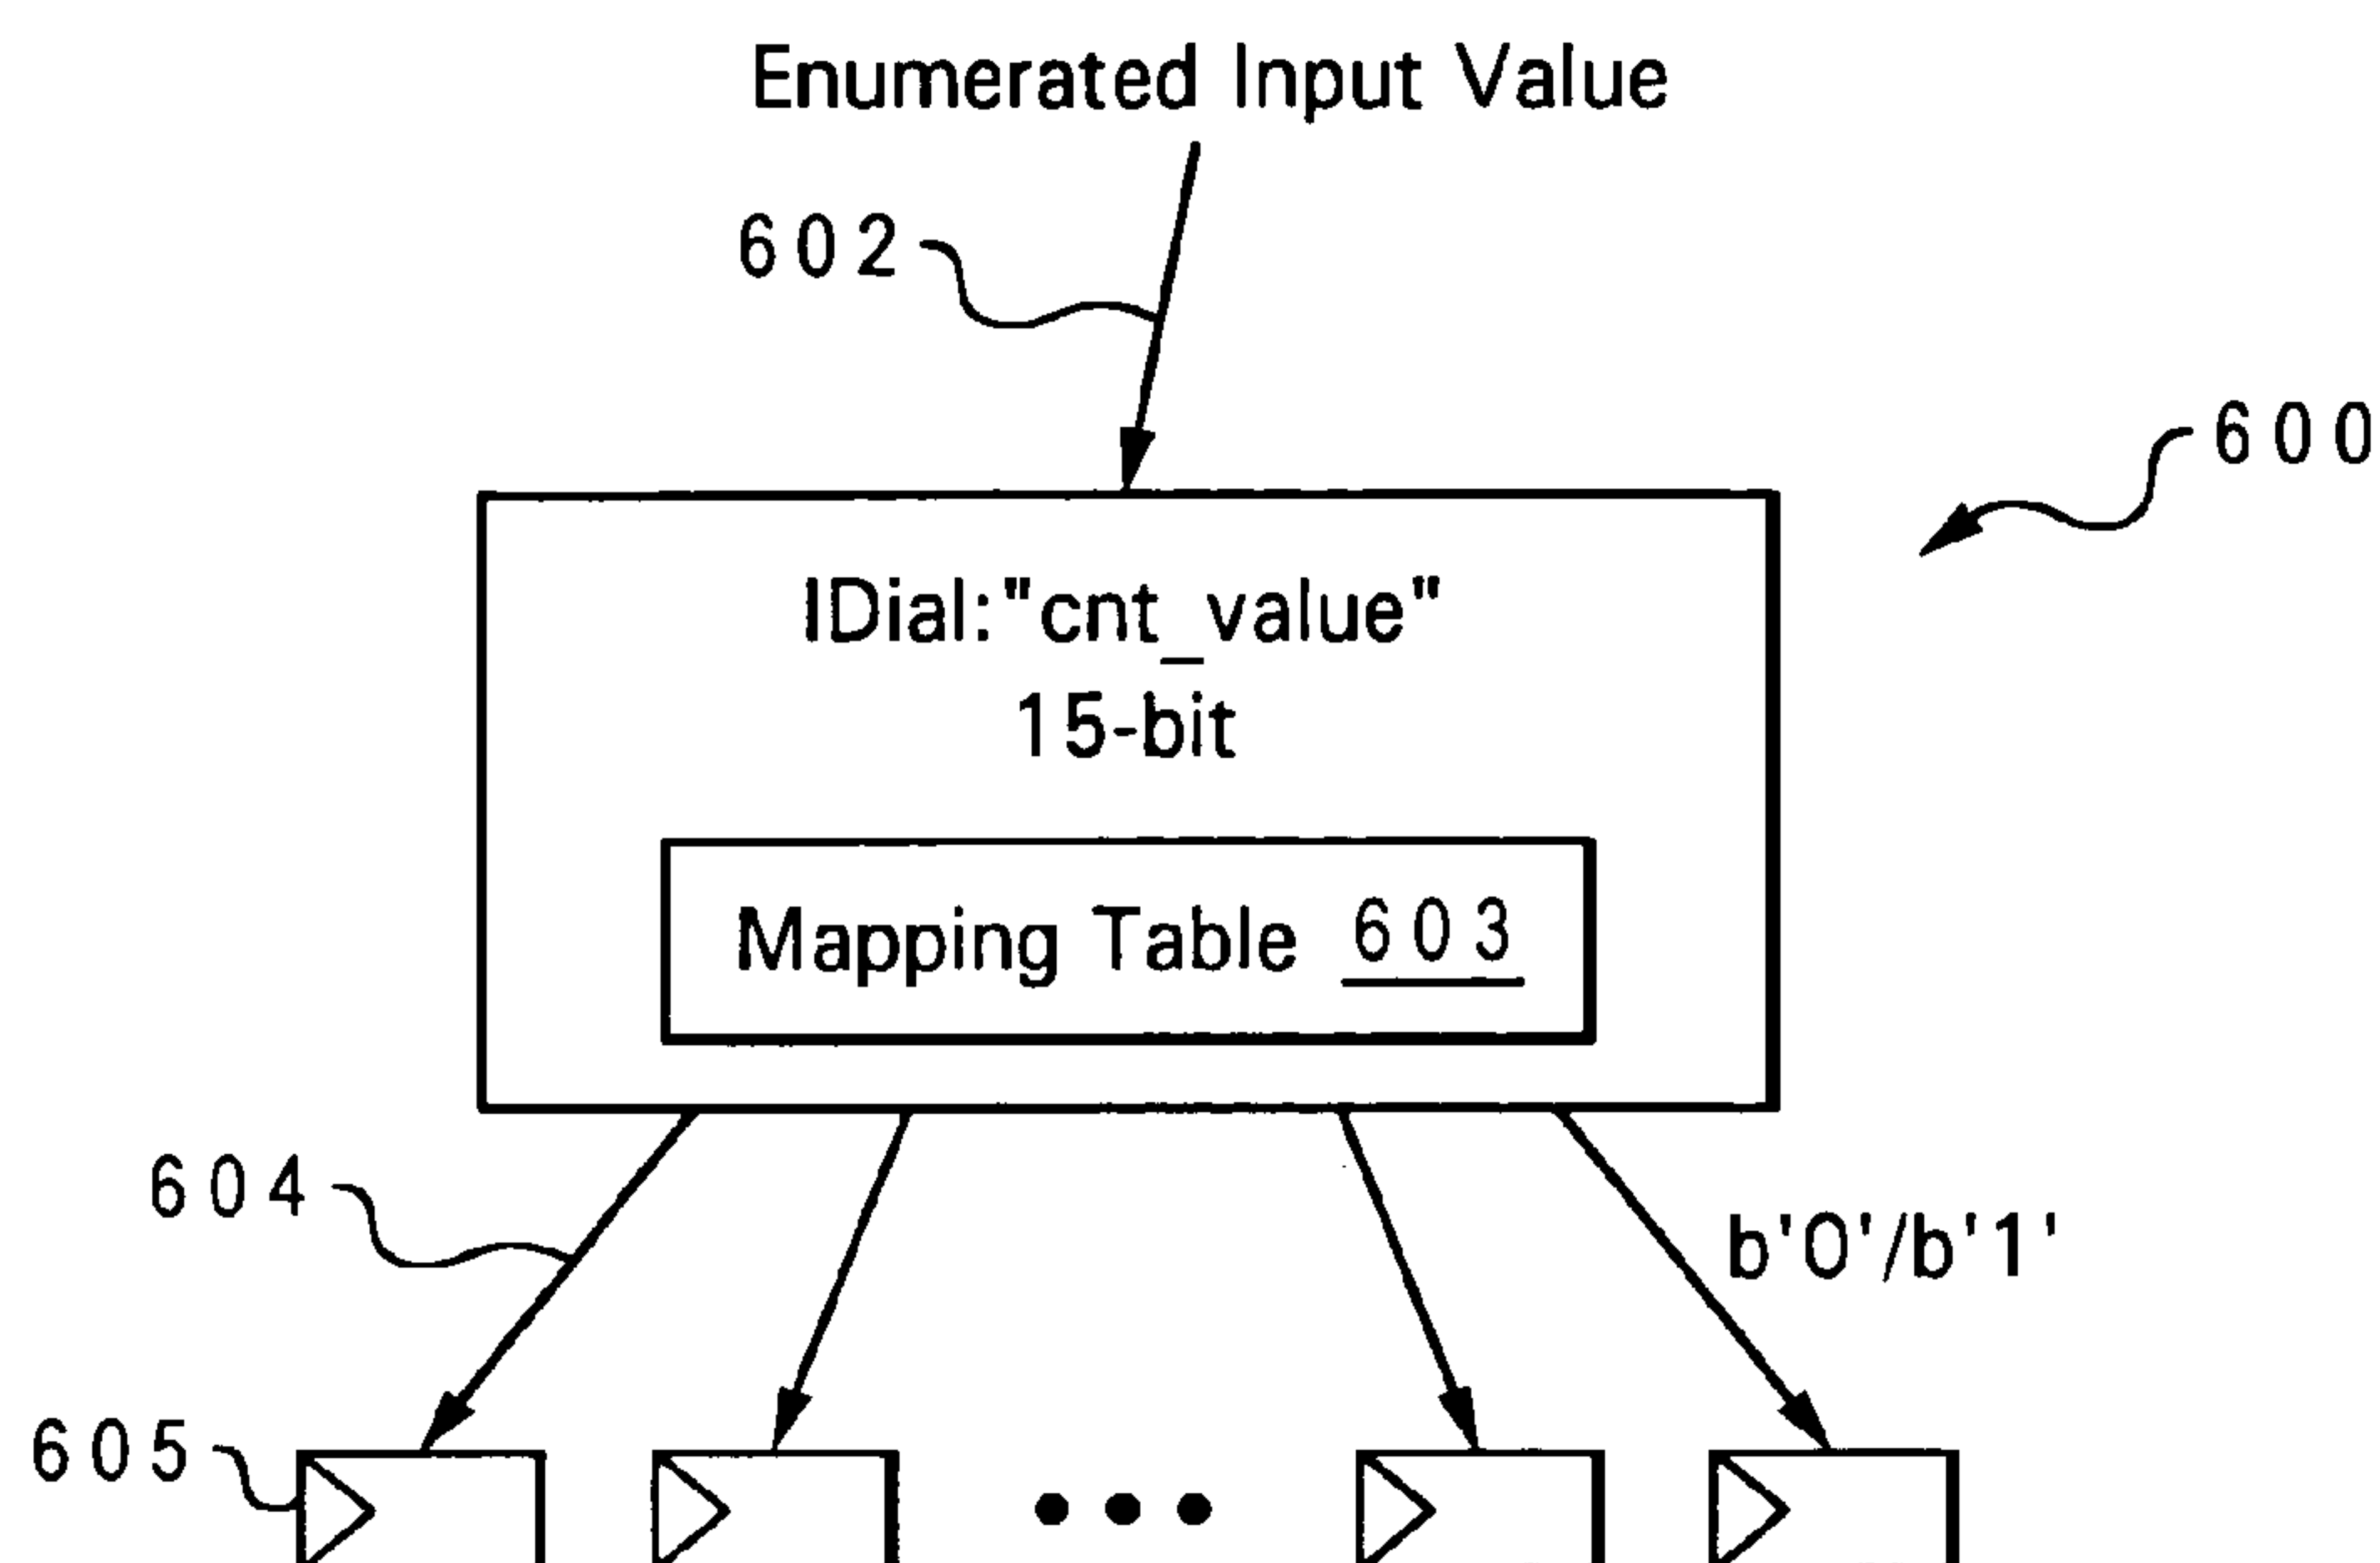 Enumerated Input Value
602
600
IDial:"cnt_value"
15-bit
Mapping Table 603
604
b'0'/b'1'
605